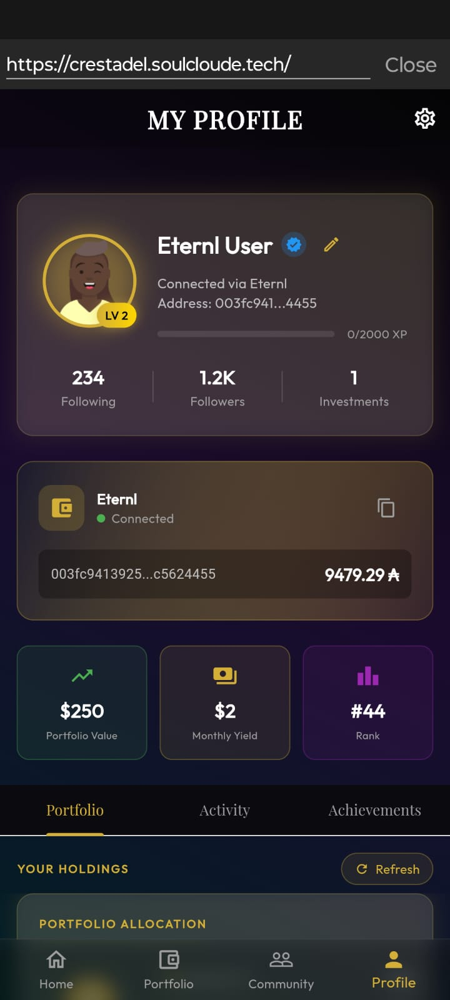 https://crestadel.soulcloude.tech/
Close
MY PROFILE
Eternl User
Connected via Eternl
Address: 003fc941...4455
LV 2
0/2000 XP
234
Following
1.2K
Followers
1
Investments
Eternl
Connected
003fc9413925...c5624455
9479.29 ₳
$250
Portfolio Value
$2
Monthly Yield
#44
Rank
Portfolio
Activity
Achievements
YOUR HOLDINGS
Refresh
PORTFOLIO ALLOCATION
Home
Portfolio
Community
Profile